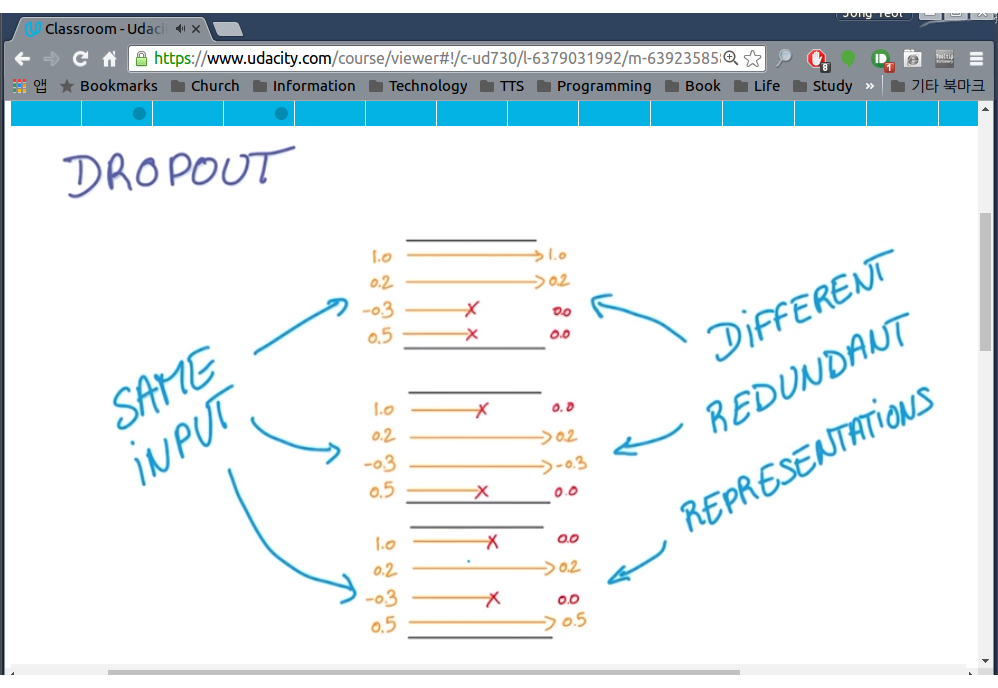 Jong Yeol
Classroom - Udaci
https://www.udacity.com/course/viewer#!/c-ud730/l-6379031992/m-63923585
8
1
앱 Bookmarks Church Information Technology TTS Programming Book Life Study » 기타 북마크
DROPOUT
1.0 1.0
0.2 0.2
-0.3 x 0.0
0.5 x 0.0
1.0 x 0.0
0.2 0.2
-0.3 -0.3
0.5 x 0.0
1.0 x 0.0
0.2 0.2
-0.3 x 0.0
0.5 0.5
SAME
INPUT
DIFFERENT
REDUNDANT
REPRESENTATIONS